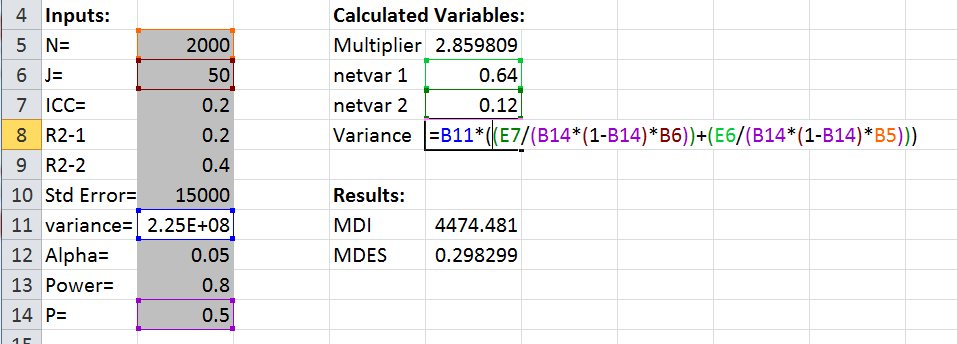 4 Inputs: Calculated Variables:
5 N= 2000 Multiplier 2.859809
6 J= 50 netvar 1 0.64
7 ICC= 0.2 netvar 2 0.12
8 R2-1 0.2 Variance =B11*((E7/(B14*(1-B14)*B6))+(E6/(B14*(1-B14)*B5)))
9 R2-2 0.4
10 Std Error= 15000 Results:
11 variance= 2.25E+08 MDI 4474.481
12 Alpha= 0.05 MDES 0.298299
13 Power= 0.8
14 P= 0.5